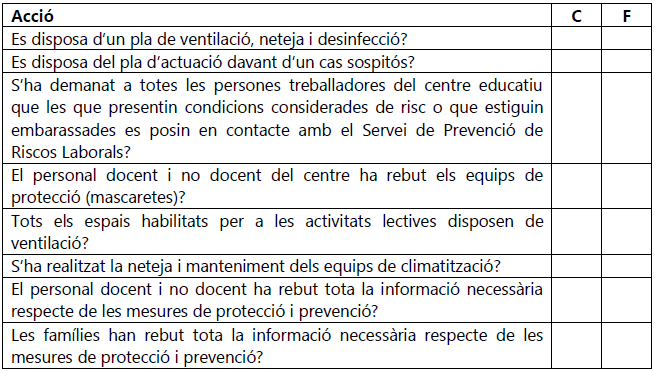 Acció C F
Es disposa d'un pla de ventilació, neteja i desinfecció?
Es disposa del pla d'actuació davant d'un cas sospitós?
S'ha demanat a totes les persones treballadores del centre educatiu
que les que presentin condicions considerades de risc o que estiguin
embarassades es posin en contacte amb el Servei de Prevenció de
Riscos Laborals?
El personal docent i no docent del centre ha rebut els equips de
protecció (mascaretes)?
Tots els espais habilitats per a les activitats lectives disposen de
ventilació?
S'ha realitzat la neteja i manteniment dels equips de climatització?
El personal docent i no docent ha rebut tota la informació necessària
respecte de les mesures de protecció i prevenció?
Les famílies han rebut tota la informació necessària respecte de les
mesures de protecció i prevenció?